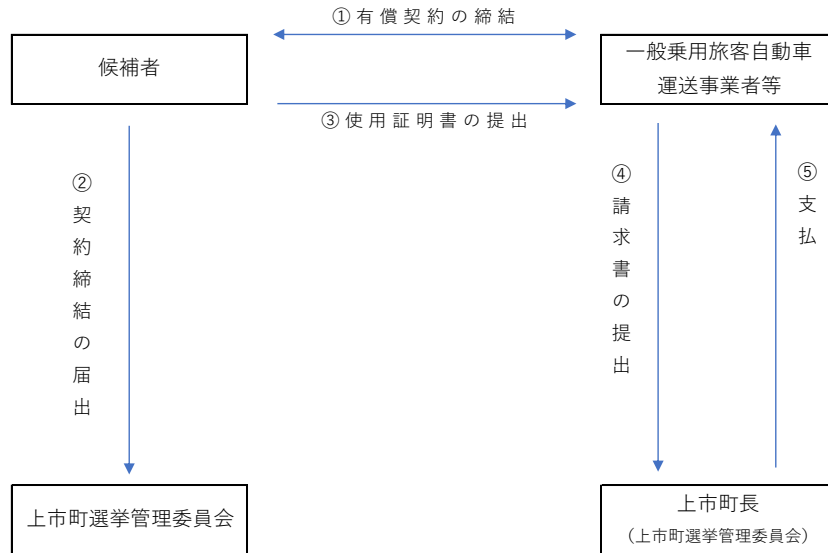 ①有償契約の締結
候補者
一般乗用旅客自動車
運送事業者等
③使用証明書の提出
②契約締結の届出
④請求書の提出
⑤支払
上市町選挙管理委員会
上市町長
（上市町選挙管理委員会）